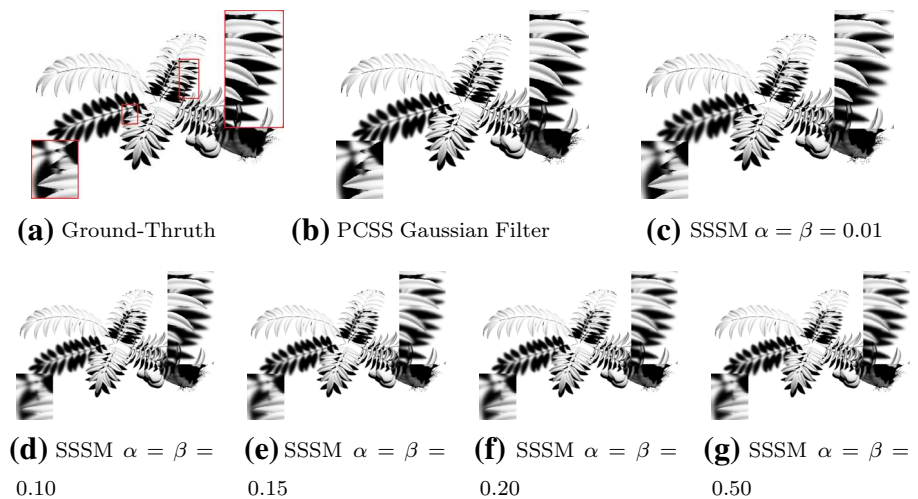 (a) Ground-Thruth
(b) PCSS Gaussian Filter
(c) SSSM α = β = 0.01
(d) SSSM α = β =
0.10
(e) SSSM α = β =
0.15
(f) SSSM α = β =
0.20
(g) SSSM α = β =
0.50